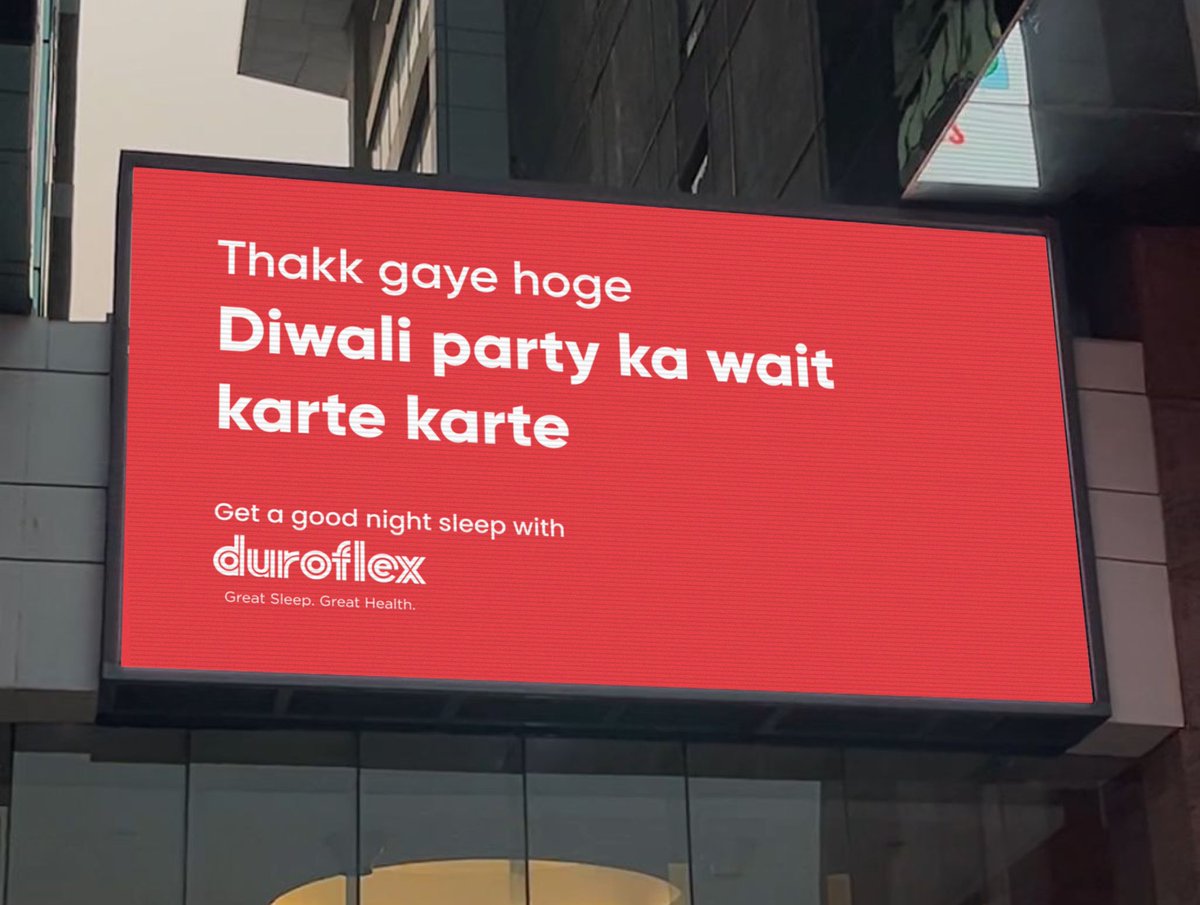 Thakk gaye hoge
Diwali party ka wait
karte karte
Get a good night sleep with
duroflex
Great Sleep. Great Health.